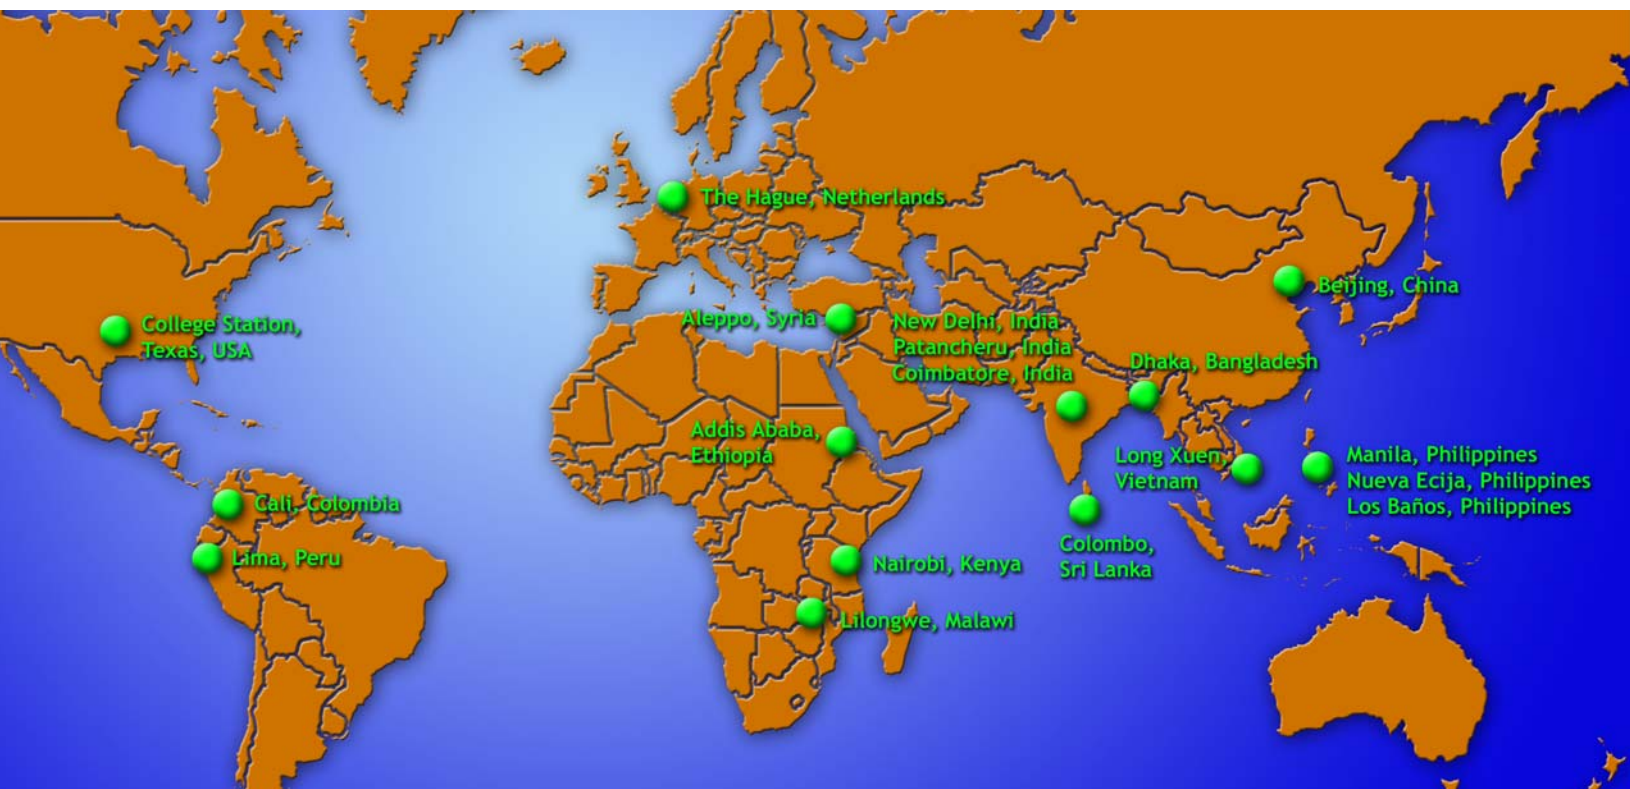 The Hague, Netherlands
Beijing, China
College Station,
Texas, USA
Aleppo, Syria
New Delhi, India
Patancheru, India
Coimbatore, India
Dhaka, Bangladesh
Addis Ababa,
Ethiopia
Long Xuen,
Vietnam
Manila, Philippines
Nueva Ecija, Philippines
Los Baños, Philippines
Cali, Colombia
Lima, Peru
Colombo,
Sri Lanka
Nairobi, Kenya
Lilongwe, Malawi